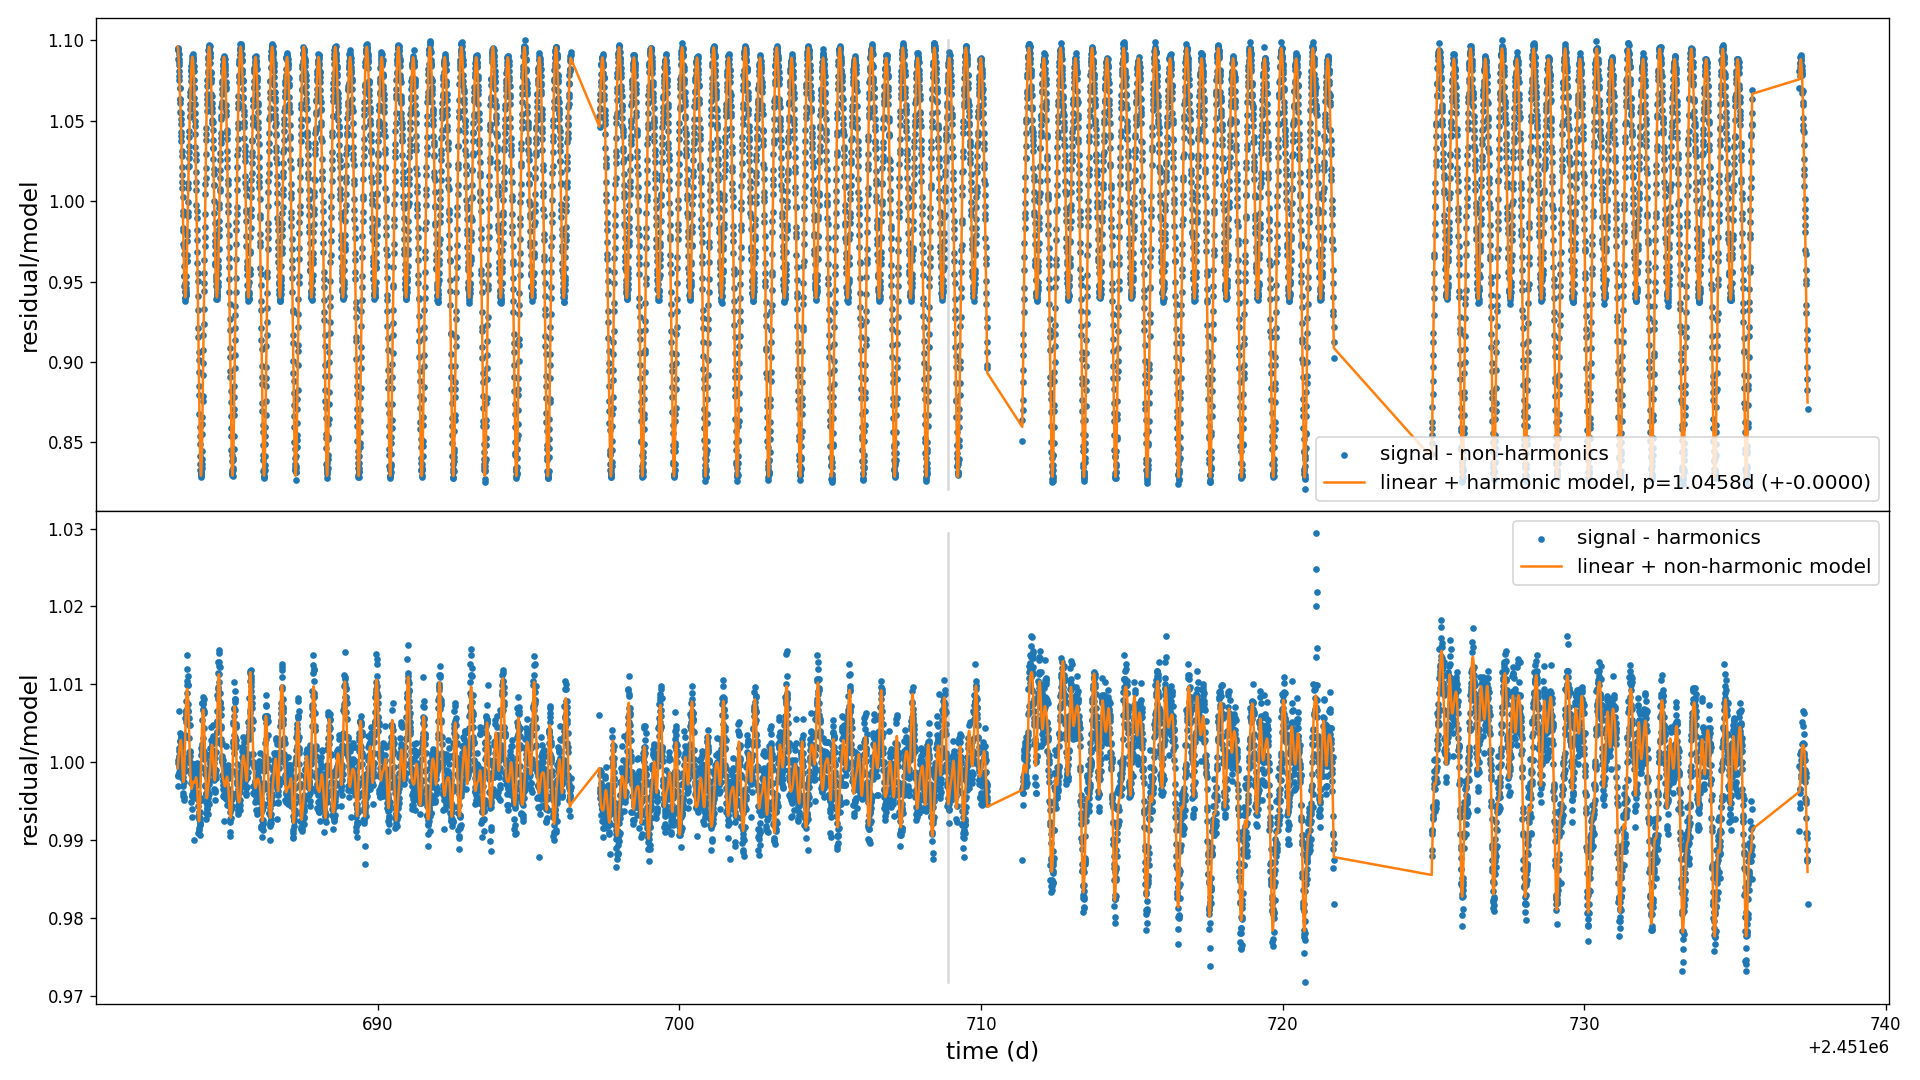 1.10
1.05
1.00
0.95
0.90
0.85
residual/model
signal - non-harmonics
linear + harmonic model, p=1.0458d (+-0.0000)
1.03
1.02
1.01
1.00
0.99
0.98
0.97
residual/model
signal - harmonics
linear + non-harmonic model
690
700
710
720
730
740
time (d)
+2.451e6